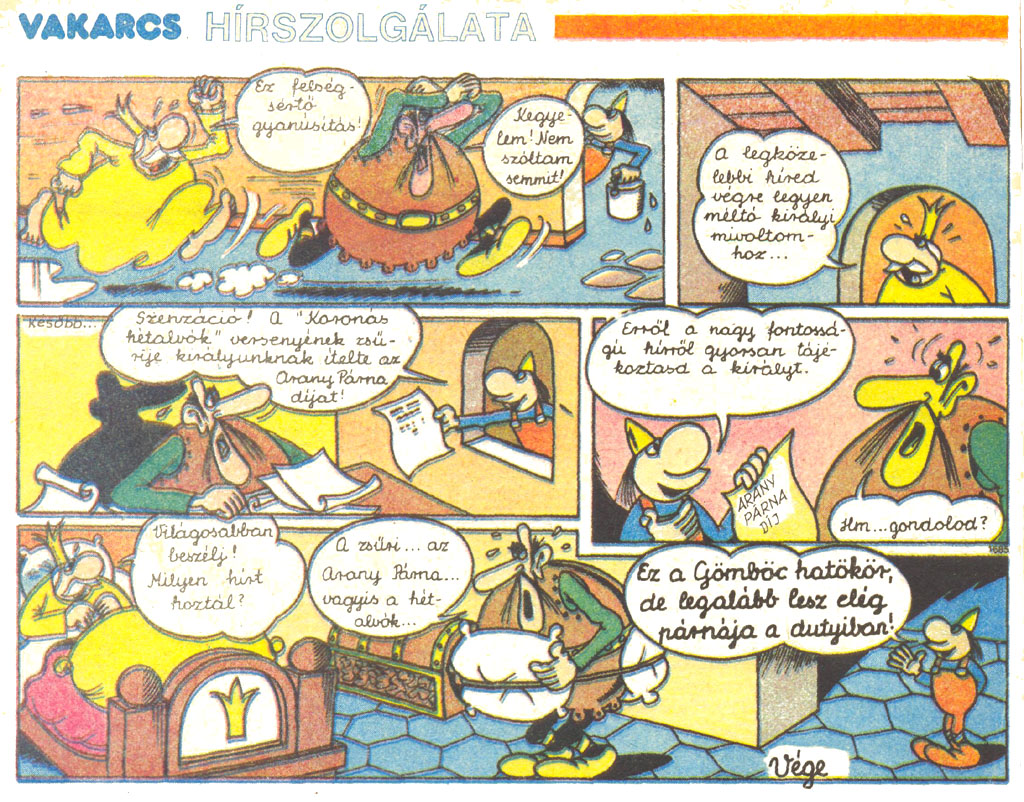 VAKARCS HÍRSZOLGÁLATA
Ez felség-
sértő
gyanúsítás!
Kegye-
lem! Nem
szóltam
semmit!
A legköze-
lebbi híred
végre legyen
méltó királyi
mivoltom-
hoz...
később...
Szenzáció! A "Koronás
hétalvók" versenyének zsű-
rije királyunknak ítélte az
Arany Párna
díjat!
Erről a nagy fontossá-
gú hírről gyorsan tájé-
koztasd a királyt.
ARANY
PÁRNA
DÍJ
Hm...gondolod?
1685
Világosabban
beszélj!
Milyen hírt
hoztál?
A zsűri... az
Arany Párna...
vagyis a hét-
alvók...
Ez a Gömböc hatökör,
de legalább lesz elég
párnája a dutyiban!
Vége